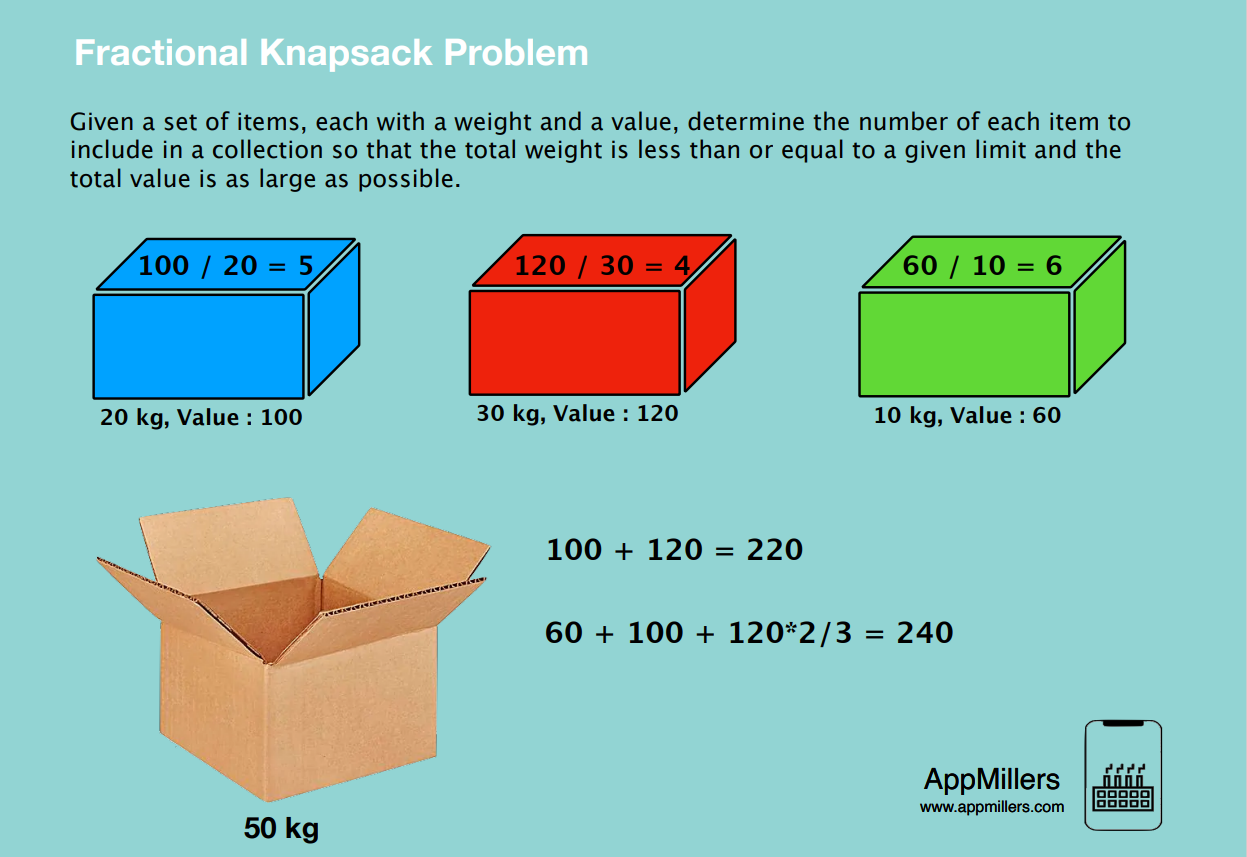 Fractional Knapsack Problem
Given a set of items, each with a weight and a value, determine the number of each item to
include in a collection so that the total weight is less than or equal to a given limit and the
total value is as large as possible.
100 / 20 = 5
120 / 30 = 4
60 / 10 = 6
20 kg, Value : 100
30 kg, Value : 120
10 kg, Value : 60
100 + 120 = 220
60 + 100 + 120*2/3 = 240
50 kg
AppMillers
www.appmillers.com